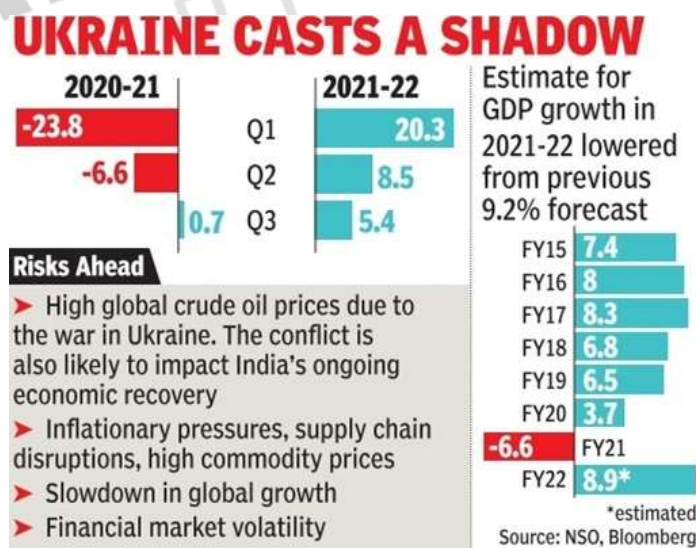 UKRAINE CASTS A SHADOW
2020-21
2021-22
-23.8 Q1 20.3
-6.6 Q2 8.5
0.7 Q3 5.4
Risks Ahead
➤ High global crude oil prices due to
the war in Ukraine. The conflict is
also likely to impact India's ongoing
economic recovery
➤ Inflationary pressures, supply chain
disruptions, high commodity prices
➤ Slowdown in global growth
➤ Financial market volatility
Estimate for
GDP growth in
2021-22 lowered
from previous
9.2% forecast
FY15 7.4
FY16 8
FY17 8.3
FY18 6.8
FY19 6.5
FY20 3.7
-6.6 FY21
FY22 8.9*
*estimated
Source: NSO, Bloomberg